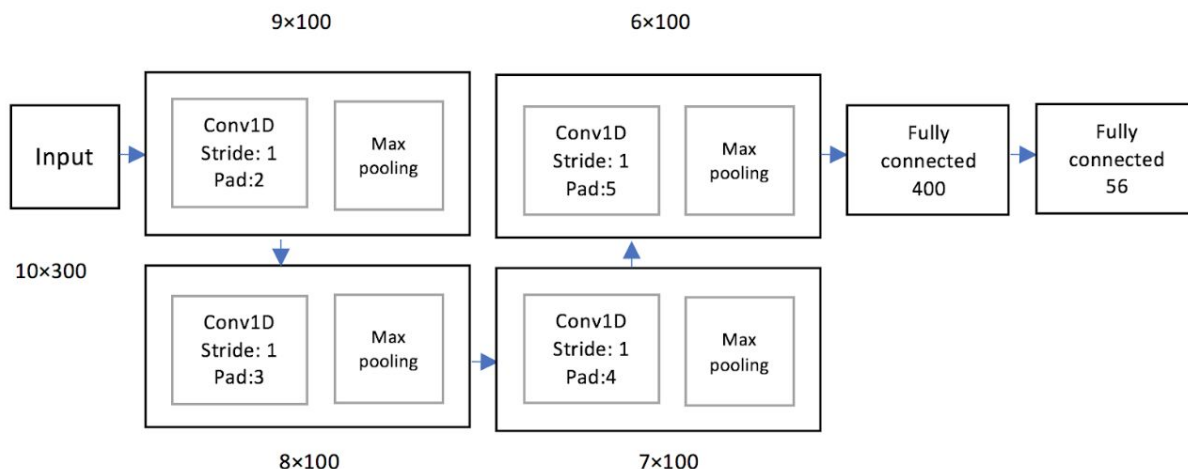 9×100
6×100
Input
Conv1D
Stride: 1
Pad:2
Max
pooling
Conv1D
Stride: 1
Pad:5
Max
pooling
Fully
connected
400
Fully
connected
56
10×300
Conv1D
Stride: 1
Pad:3
Max
pooling
Conv1D
Stride: 1
Pad:4
Max
pooling
8×100
7×100